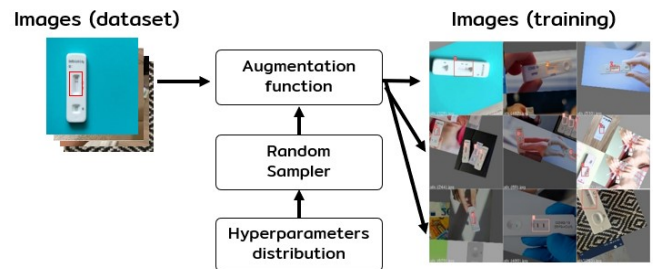 Images (dataset)
Images (training)
Augmentation
function
Random
Sampler
Hyperparameters
distribution